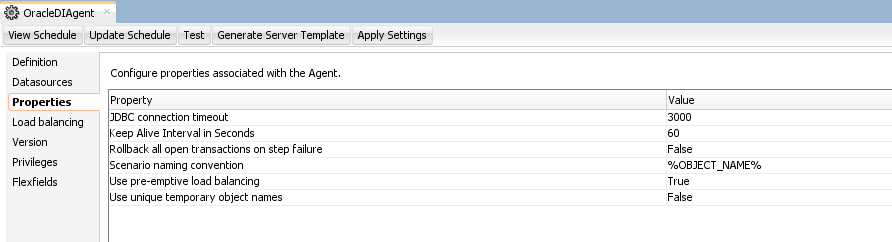 OracleDIAgent
View Schedule Update Schedule Test Generate Server Template Apply Settings
Definition
Datasources
Properties
Load balancing
Version
Privileges
Flexfields
Configure properties associated with the Agent.
Property Value
JDBC connection timeout 3000
Keep Alive Interval in Seconds 60
Rollback all open transactions on step failure False
Scenario naming convention %OBJECT_NAME%
Use pre-emptive load balancing True
Use unique temporary object names False